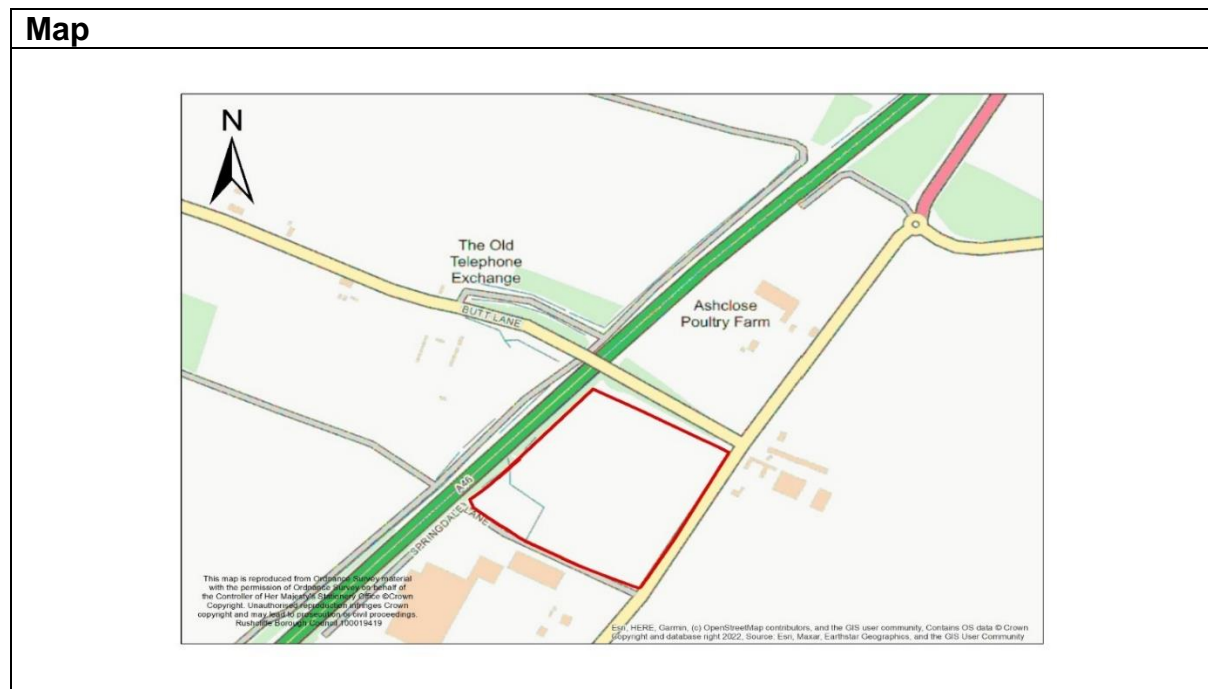 Map
N
The Old
Telephone
Exchange
BUTT LANE
Ashclose
Poultry Farm
A46
SPRINGDALE LANE
This map is reproduced from Ordnance Survey material
with the permission of Ordnance Survey on behalf of
the Controller of Her Majesty's Stationery Office ©Crown
Copyright. Unauthorised reproduction infringes Crown
copyright and may lead to prosecution or civil proceedings.
Rushcliffe Borough Council 100019419
Esri, HERE, Garmin, (c) OpenStreetMap contributors, and the GIS user community, Contains OS data © Crown
Copyright and database right 2022, Source: Esri, Maxar, Earthstar Geographics, and the GIS User Community